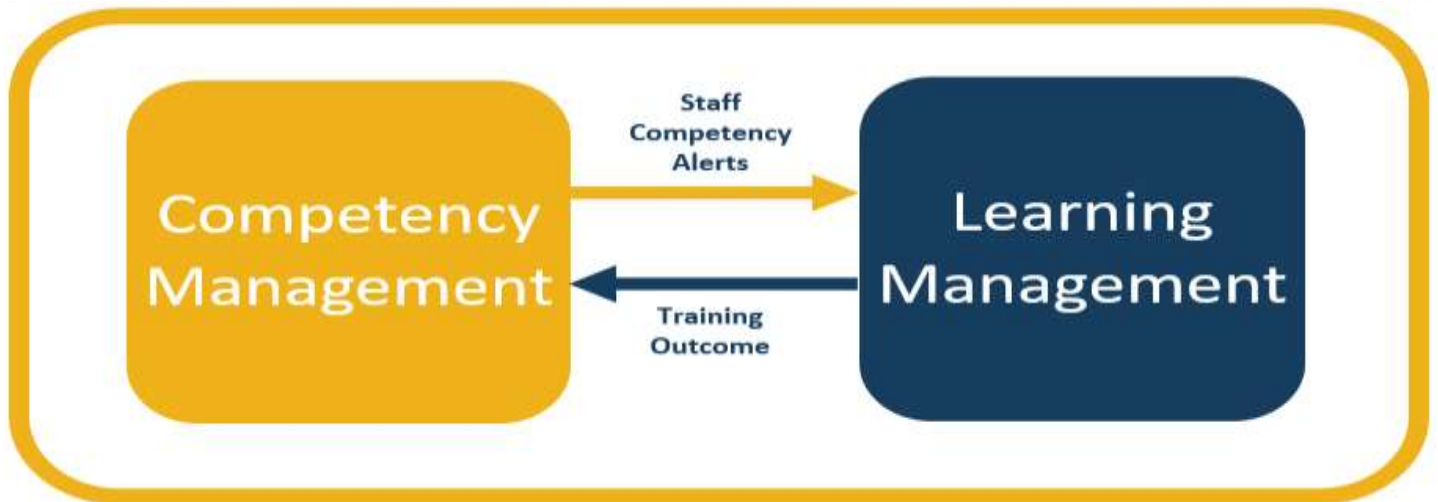 Competency
Management
Staff
Competency
Alerts
Training
Outcome
Learning
Management